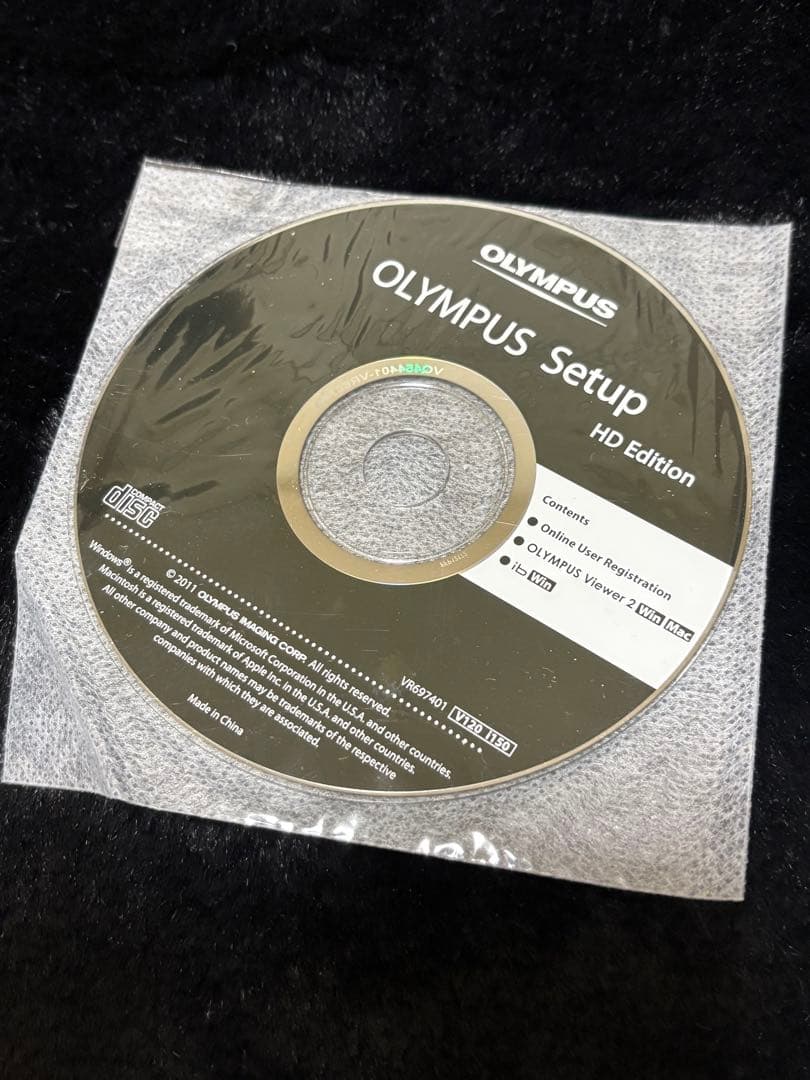 OLYMPUS
OLYMPUS Setup
HD Edition
COMPACT
disc
Contents
● Online User Registration
● OLYMPUS Viewer 2 Win Mac
● ib Win
© 2011 OLYMPUS IMAGING CORP. All rights reserved.
Windows® is a registered trademark of Microsoft Corporation in the U.S.A. and other countries.
Macintosh is a registered trademark of Apple Inc. in the U.S.A. and other countries.
All other company and product names may be trademarks of the respective
companies with which they are associated.
VR697401 V120 I150
Made in China